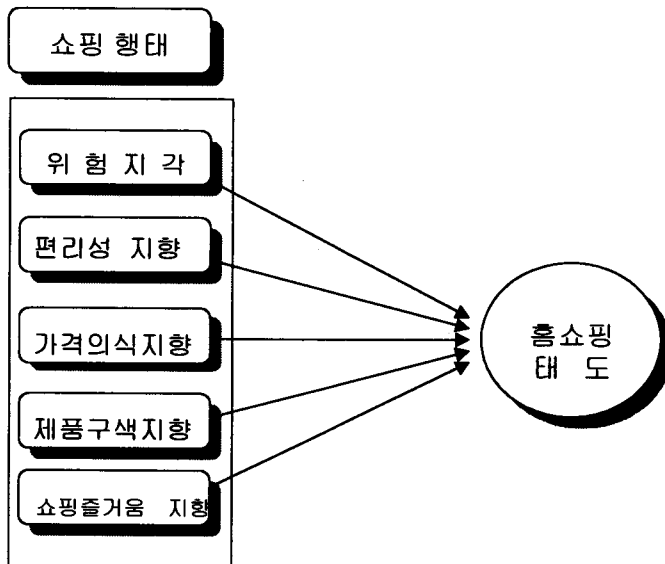 쇼핑 행태
위 험 지 각
편리성 지향
가격의식지향
제품구색지향
쇼핑즐거움 지향
홈쇼핑
태 도